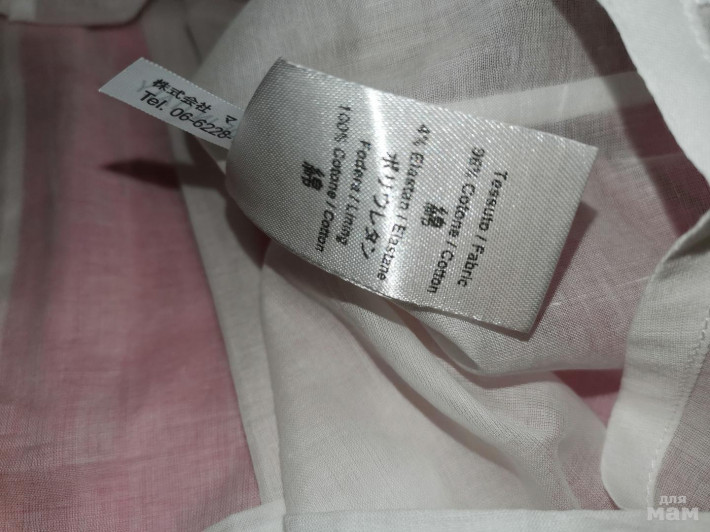 Tessuto / Fabric
96% Cotone / Cotton
綿
4% Elastan / Elastane
ポリウレタン
Fodera / Lining
100% Cotone / Cotton
綿
株式会社 マ
Tel. 06-6228-
для
мам